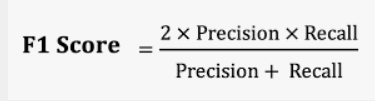 F1 Score = 2 × Precision × Recall
Precision + Recall